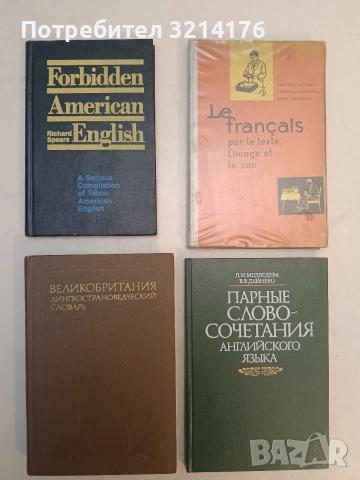 Потребител 3214176
Forbidden
American
Richard
Spears
English
A Serious
Compilation
of Taboo
American
English
Le
français
par le texte,
l'image et
le son
ВЕЛИКОБРИТАНИЯ
ЛИНГВОСТРАНОВЕДЧЕСКИЙ
СЛОВАРЬ
Л.М.МЕДВЕДЕВА
В.В.ДАЙНЕКО
ПАРНЫЕ
СЛОВО-
СОЧЕТАНИЯ
АНГЛИЙСКОГО
ЯЗЫКА
BAZAR
bg